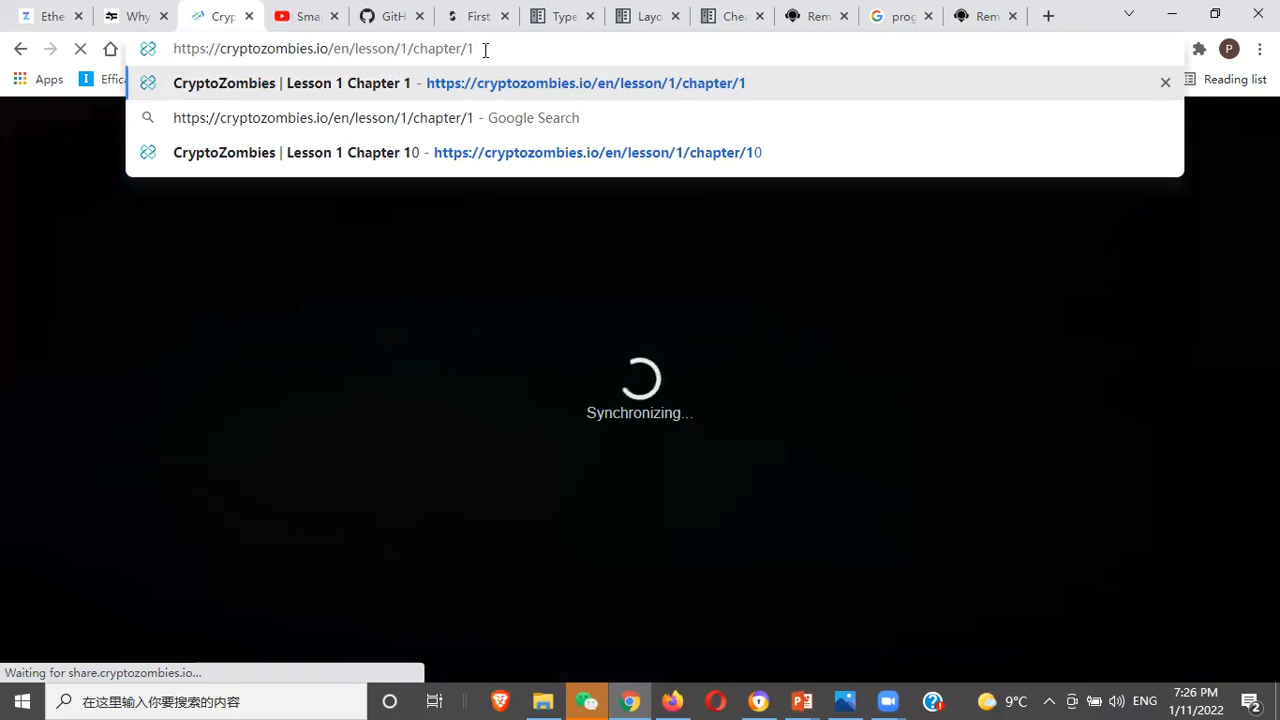 Ethe
Why
Cryp
Sma
GitH
First
Type
Layo
Chea
Rem
prog
Rem
https://cryptozombies.io/en/lesson/1/chapter/1
P
CryptoZombies | Lesson 1 Chapter 1 - https://cryptozombies.io/en/lesson/1/chapter/1
Apps
Effica
Reading list
https://cryptozombies.io/en/lesson/1/chapter/1 - Google Search
CryptoZombies | Lesson 1 Chapter 10 - https://cryptozombies.io/en/lesson/1/chapter/10
Synchronizing...
Waiting for share.cryptozombies.io...
在这里输入你要搜索的内容
9°C
ENG
7:26 PM
1/11/2022
2